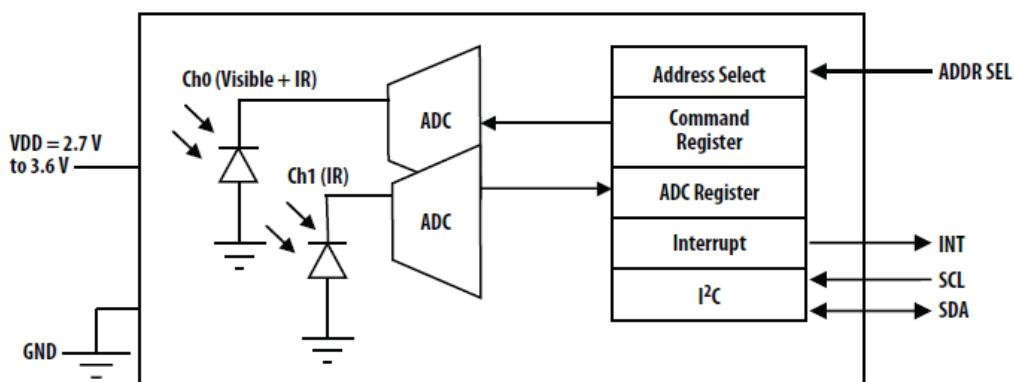 Ch0 (Visible + IR)
ADC
Address Select
ADDR SEL
VDD = 2.7 V
to 3.6 V
Command
Register
Ch1 (IR)
ADC
ADC Register
Interrupt
INT
I²C
SCL
SDA
GND